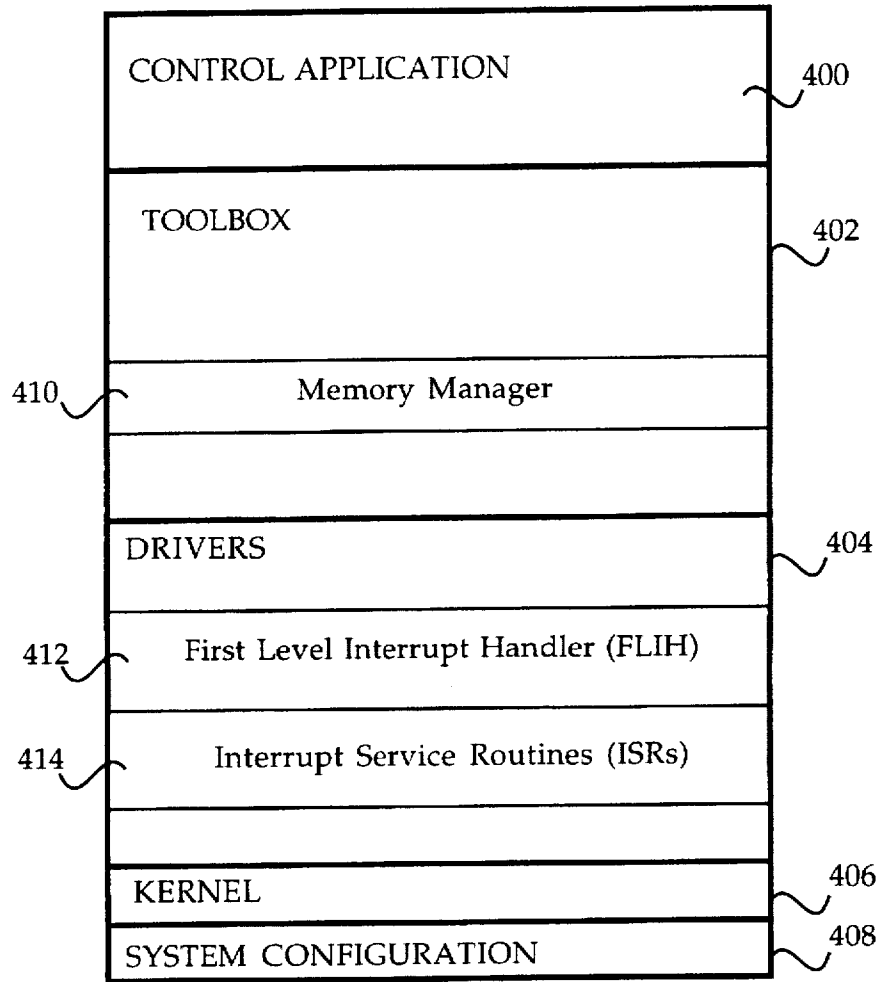 CONTROL APPLICATION
400
TOOLBOX
402
410
Memory Manager
DRIVERS
404
412
First Level Interrupt Handler (FLIH)
414
Interrupt Service Routines (ISRs)
KERNEL
406
SYSTEM CONFIGURATION
408